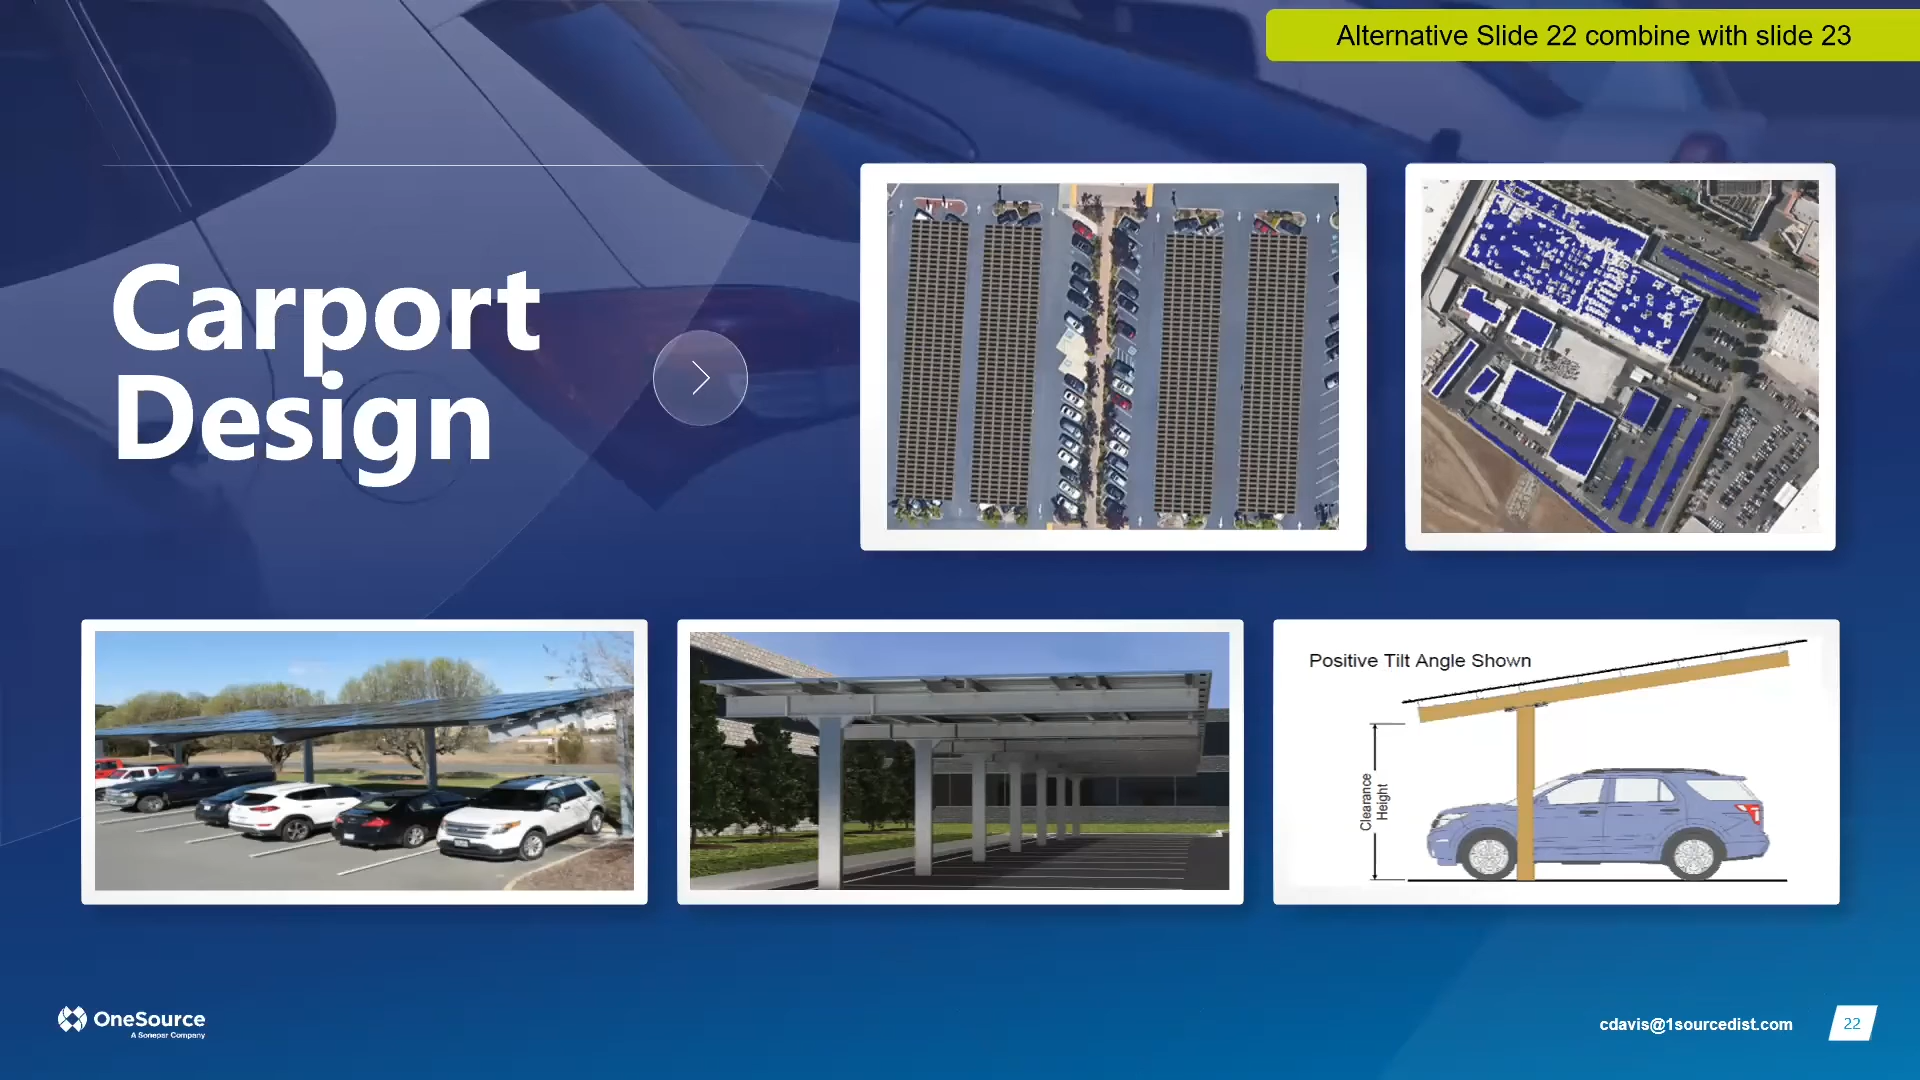 Alternative Slide 22 combine with slide 23
Carport
Design
Positive Tilt Angle Shown
Clearance
Height
OneSource
A Sonepar Company
cdavis@1sourcedist.com
22